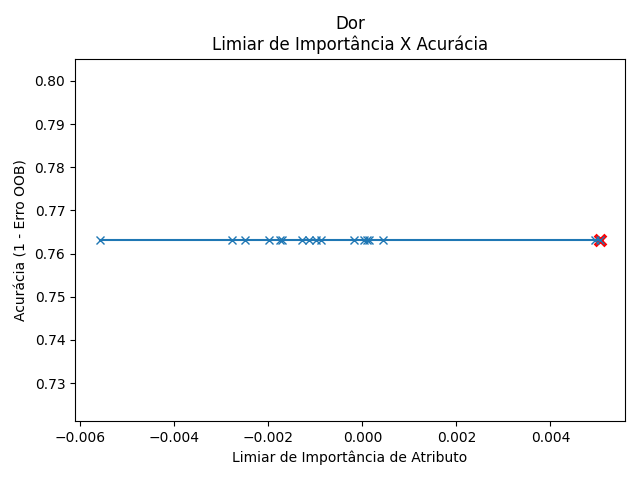 Dor
Limiar de Importância X Acurácia
0.80
0.79
0.78
0.77
0.76
0.75
0.74
0.73
Acurácia (1 - Erro OOB)
−0.006 −0.004 −0.002 0.000 0.002 0.004
Limiar de Importância de Atributo